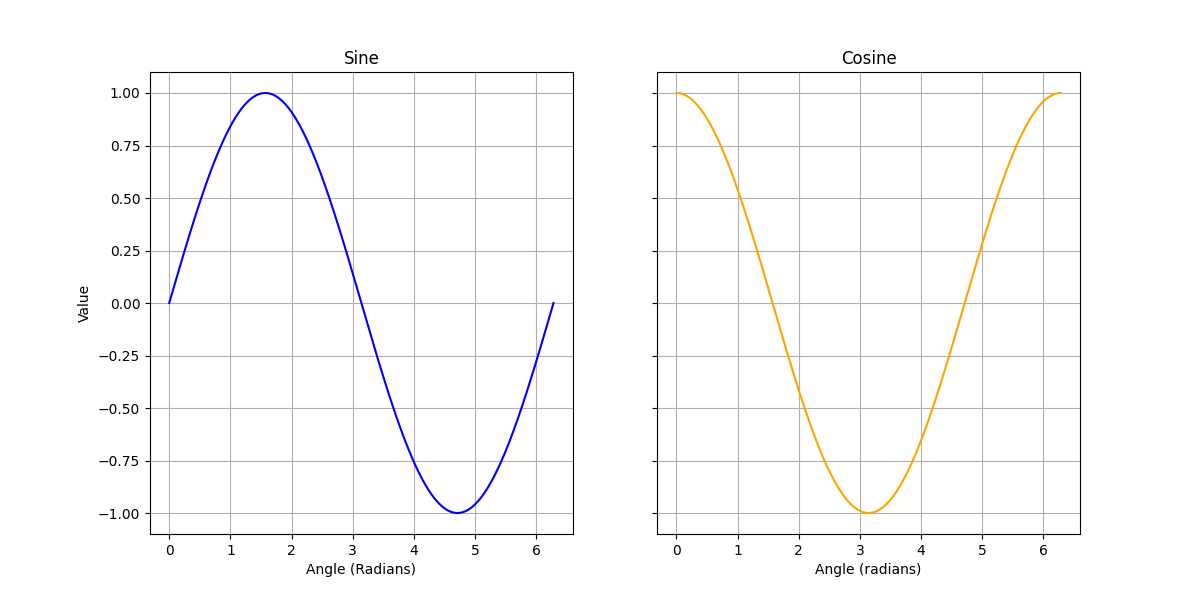 Sine
Cosine
1.00
0.75
0.50
0.25
0.00
−0.25
−0.50
−0.75
−1.00
Value
0 1 2 3 4 5 6
0 1 2 3 4 5 6
Angle (Radians)
Angle (radians)